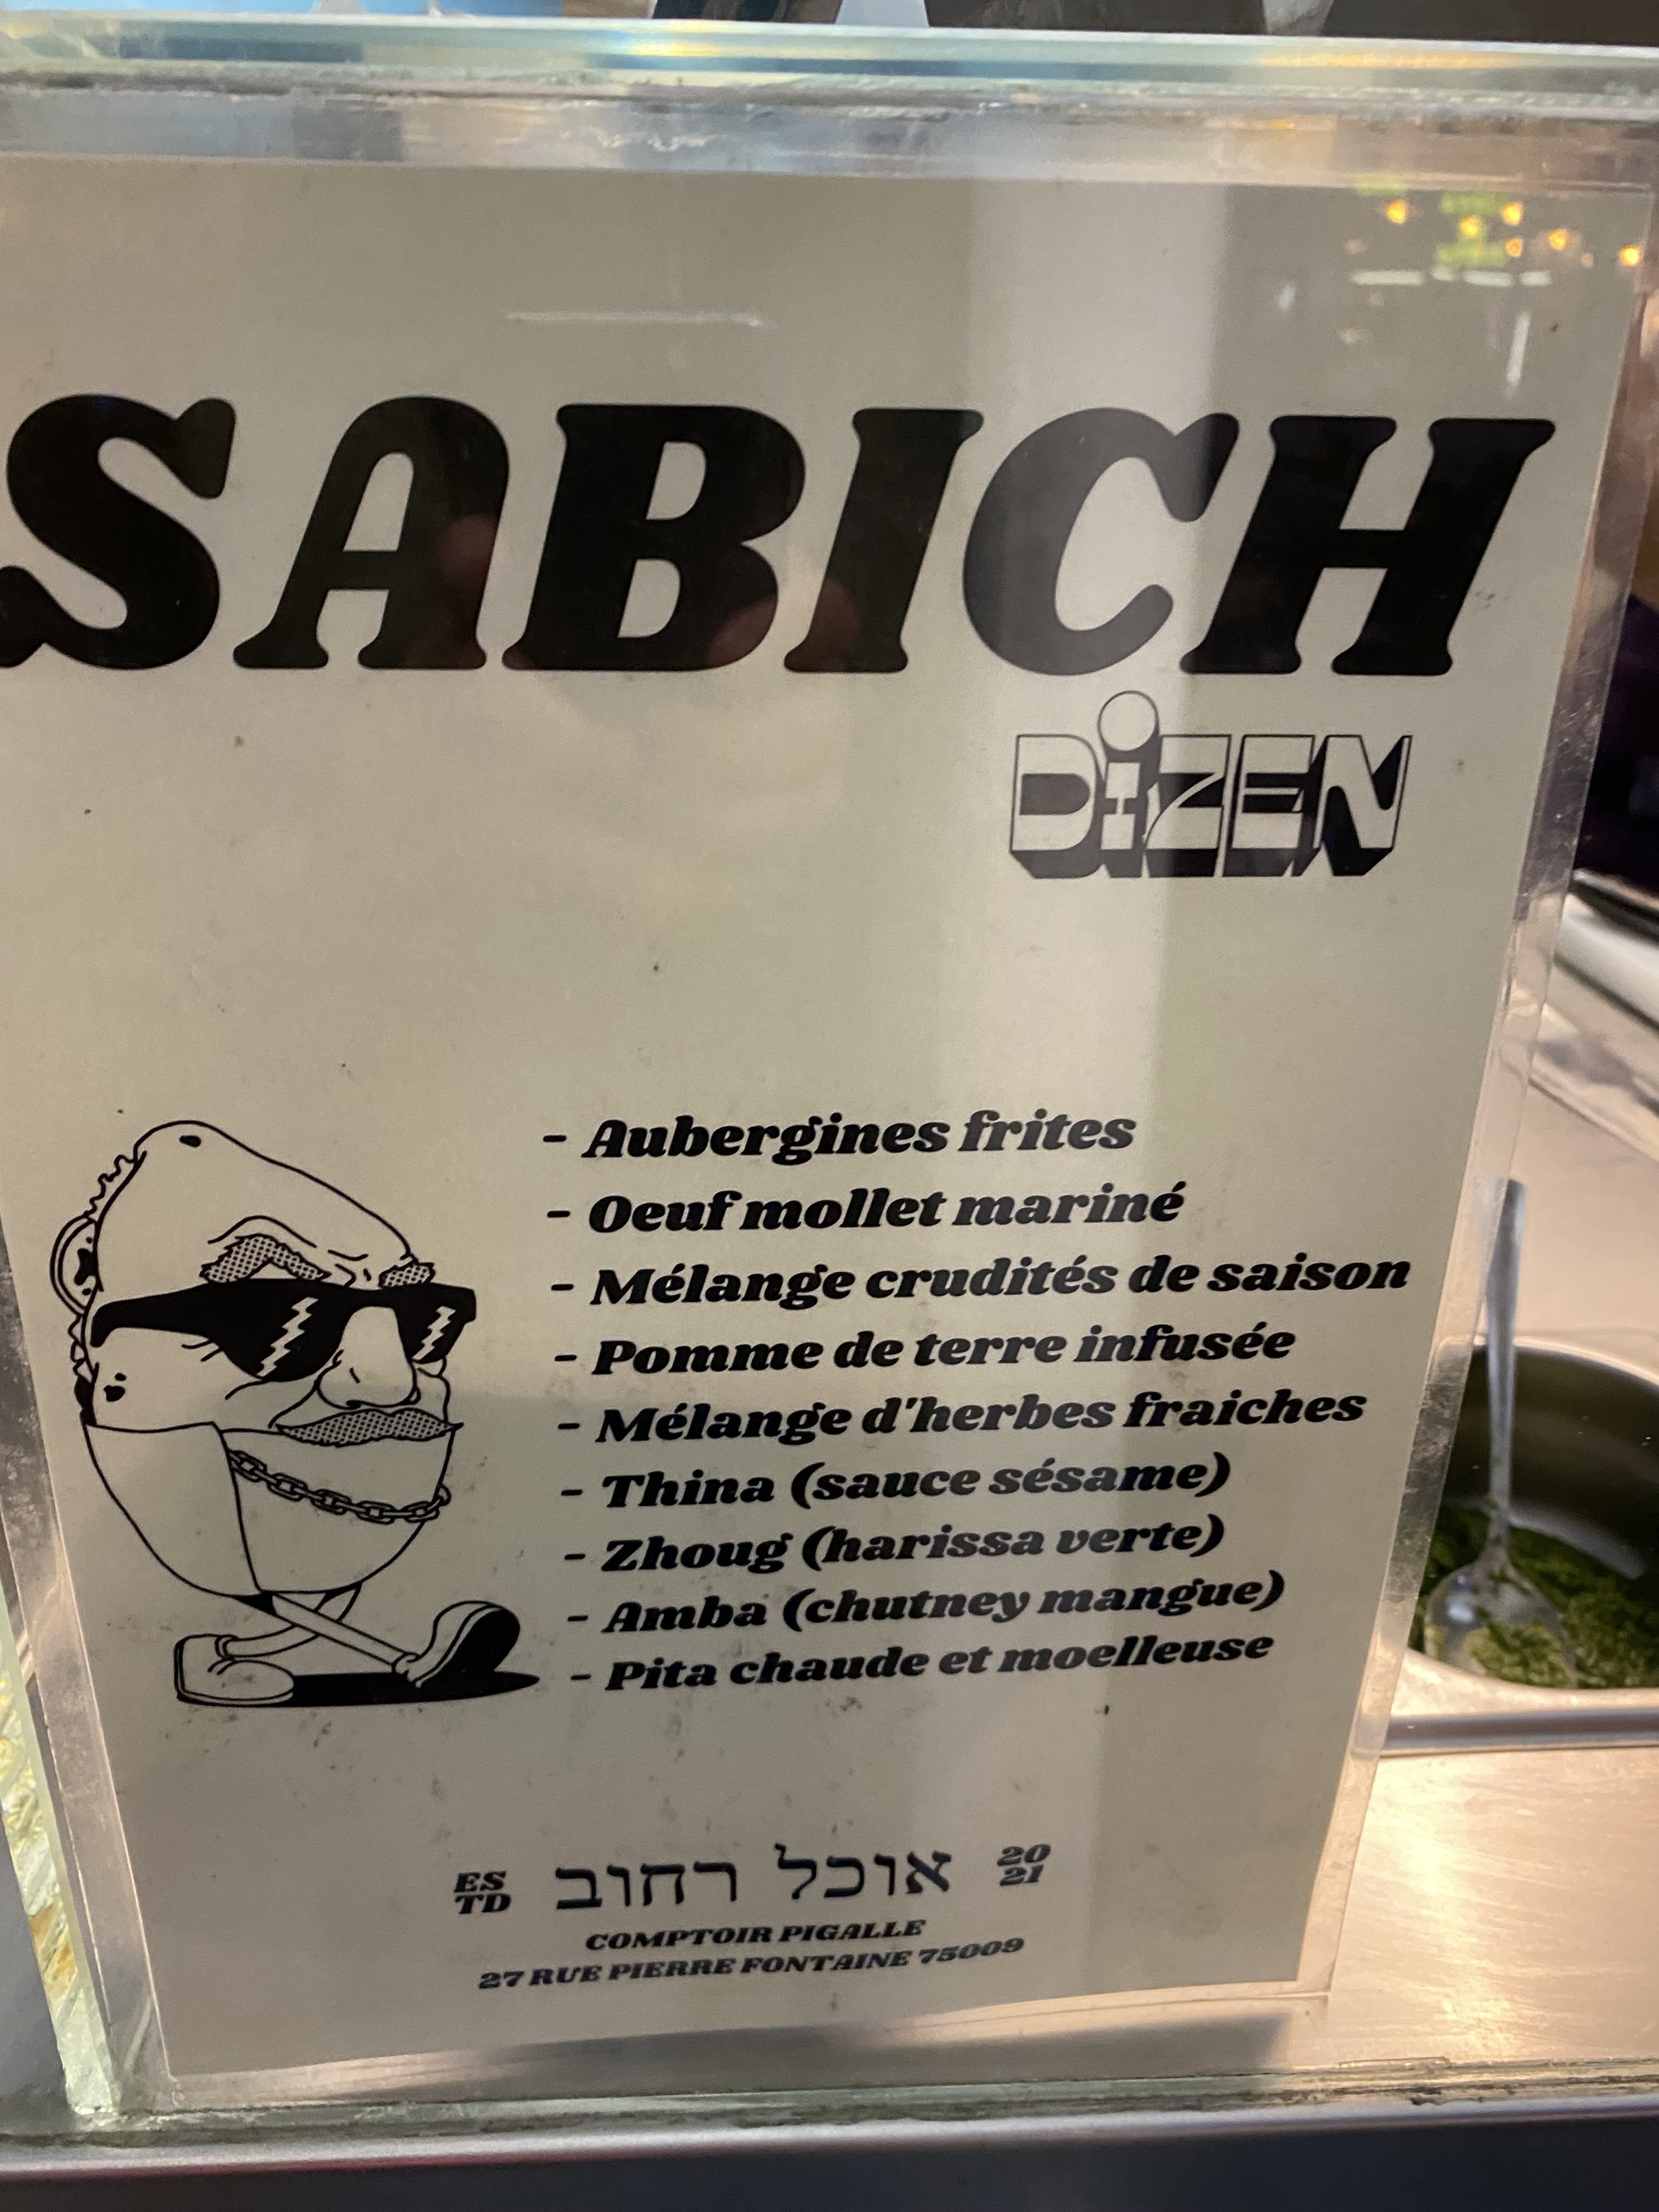 SABICH
DiZEN
- Aubergines frites
- Oeuf mollet mariné
- Mélange crudités de saison
- Pomme de terre infusée
- Mélange d'herbes fraiches
- Thina (sauce sésame)
- Zhoug (harissa verte)
- Amba (chutney mangue)
- Pita chaude et moelleuse
ES
TD
אוכל רחוב
20
21
COMPTOIR PIGALLE
27 RUE PIERRE FONTAINE 75009